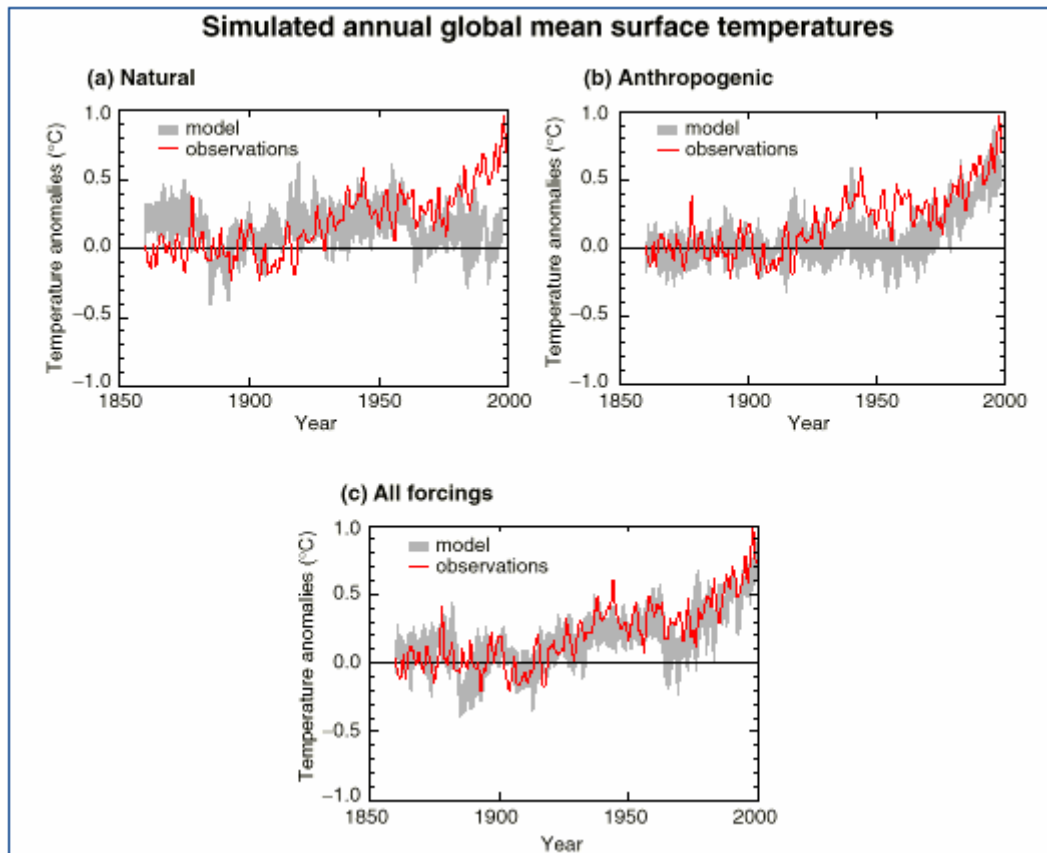 Simulated annual global mean surface temperatures
(a) Natural
Temperature anomalies (°C)
1.0
0.5
0.0
−0.5
−1.0
model
observations
1850 1900 1950 2000
Year
(b) Anthropogenic
Temperature anomalies (°C)
1.0
0.5
0.0
−0.5
−1.0
model
observations
1850 1900 1950 2000
Year
(c) All forcings
Temperature anomalies (°C)
1.0
0.5
0.0
−0.5
−1.0
model
observations
1850 1900 1950 2000
Year